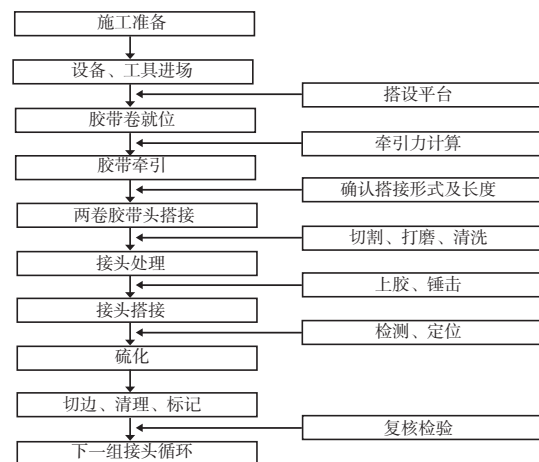 施工准备
设备、工具进场
搭设平台
胶带卷就位
牵引力计算
胶带牵引
确认搭接形式及长度
两卷胶带头搭接
切割、打磨、清洗
接头处理
上胶、锤击
接头搭接
检测、定位
硫化
切边、清理、标记
复核检验
下一组接头循环